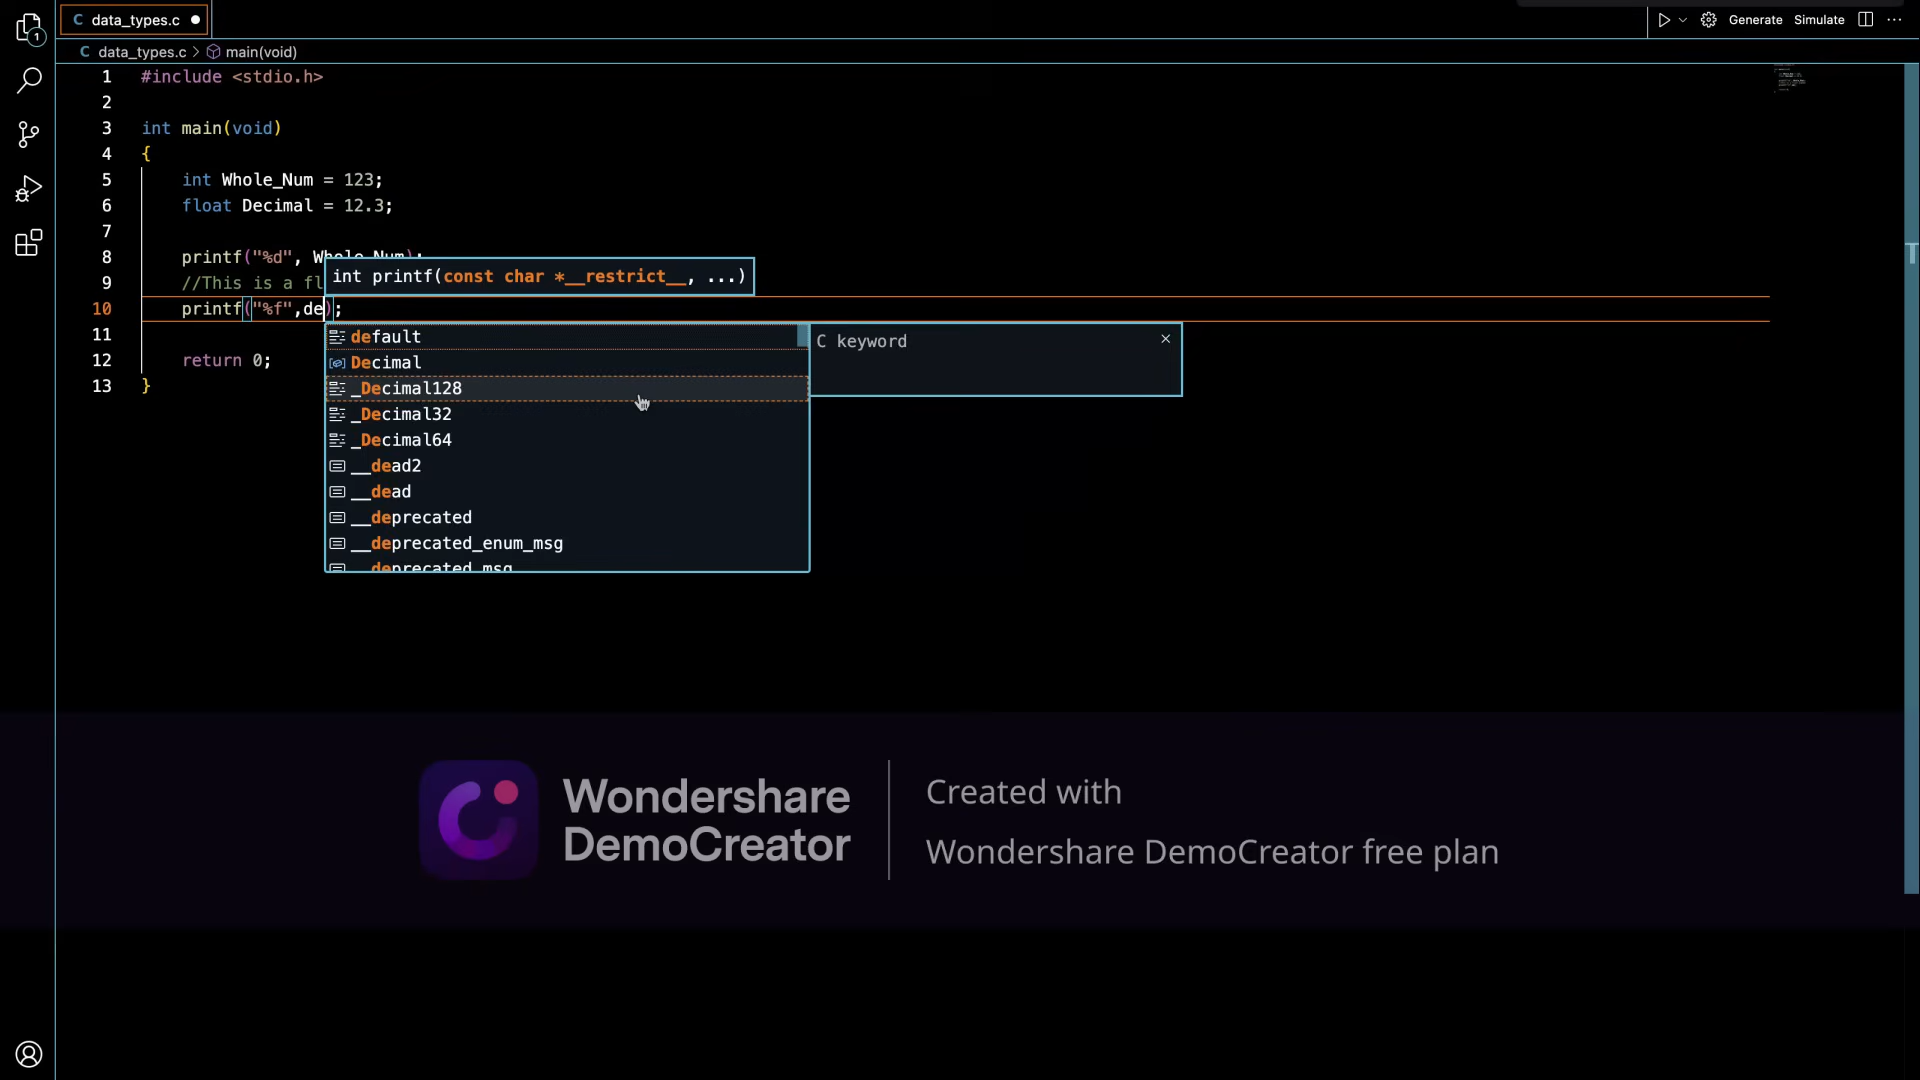 1
C data_types.c
Generate Simulate
C data_types.c > main(void)
1 #include <stdio.h>
2
3 int main(void)
4 {
5 int Whole_Num = 123;
6 float Decimal = 12.3;
7
8 printf("%d", Whole_Num);
int printf(const char *__restrict__, ...)
9 //This is a fl
10 printf("%f",de);
11
12 return 0;
13 }
default
C keyword
Decimal
_Decimal128
_Decimal32
_Decimal64
__dead2
__dead
__deprecated
__deprecated_enum_msg
__deprecated_msg
Wondershare
DemoCreator
Created with
Wondershare DemoCreator free plan